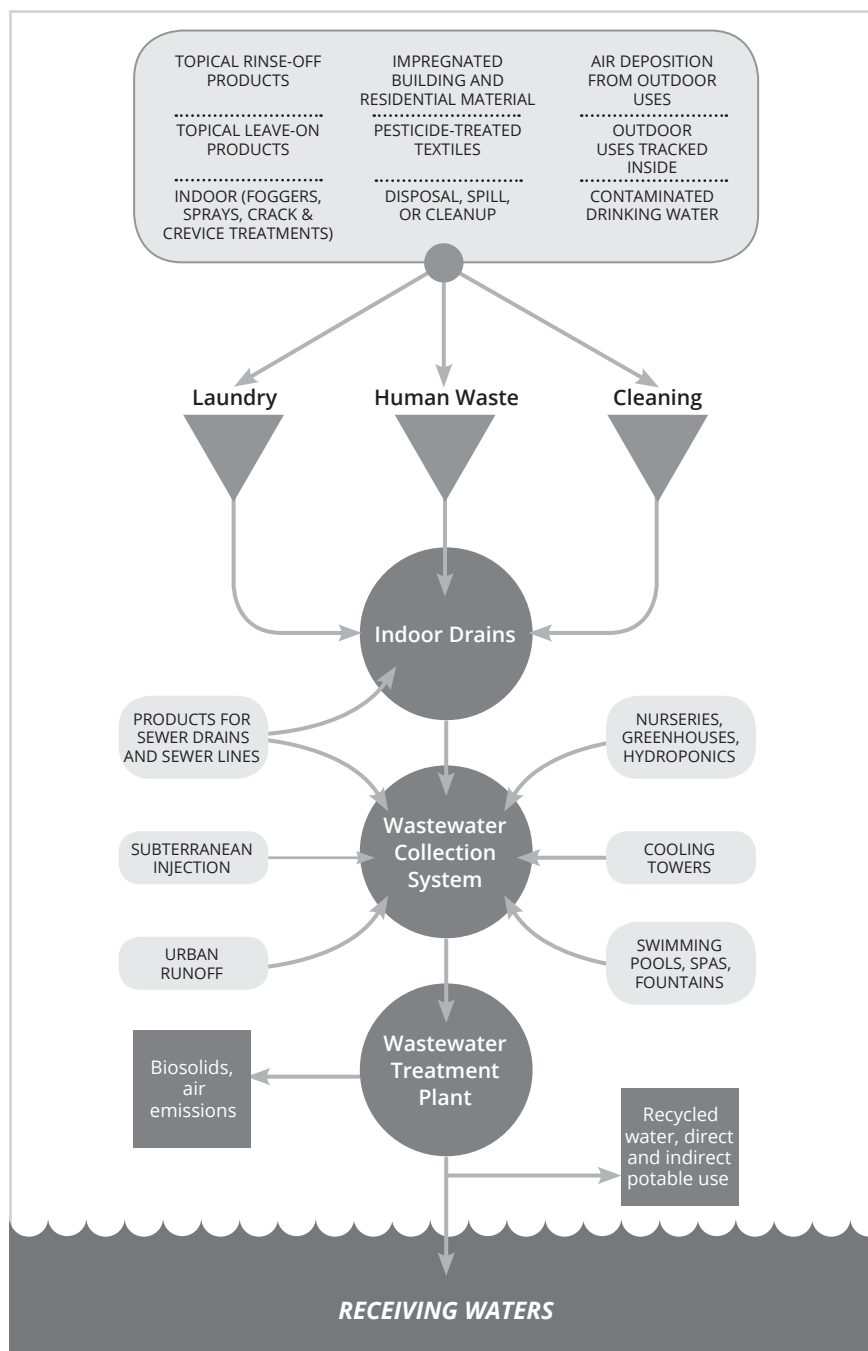 TOPICAL RINSE-OFF
PRODUCTS
IMPREGNATED
BUILDING AND
RESIDENTIAL MATERIAL
AIR DEPOSITION
FROM OUTDOOR
USES
TOPICAL LEAVE-ON
PRODUCTS
PESTICIDE-TREATED
TEXTILES
OUTDOOR
USES TRACKED
INSIDE
INDOOR (FOGGERS,
SPRAYS, CRACK &
CREVICE TREATMENTS)
DISPOSAL, SPILL,
OR CLEANUP
CONTAMINATED
DRINKING WATER
Laundry
Human Waste
Cleaning
Indoor Drains
PRODUCTS FOR
SEWER DRAINS
AND SEWER LINES
NURSERIES,
GREENHOUSES,
HYDROPONICS
Wastewater
Collection
System
SUBTERRANEAN
INJECTION
COOLING
TOWERS
URBAN
RUNOFF
SWIMMING
POOLS, SPAS,
FOUNTAINS
Wastewater
Treatment
Plant
Biosolids,
air
emissions
Recycled
water, direct
and indirect
potable use
RECEIVING WATERS